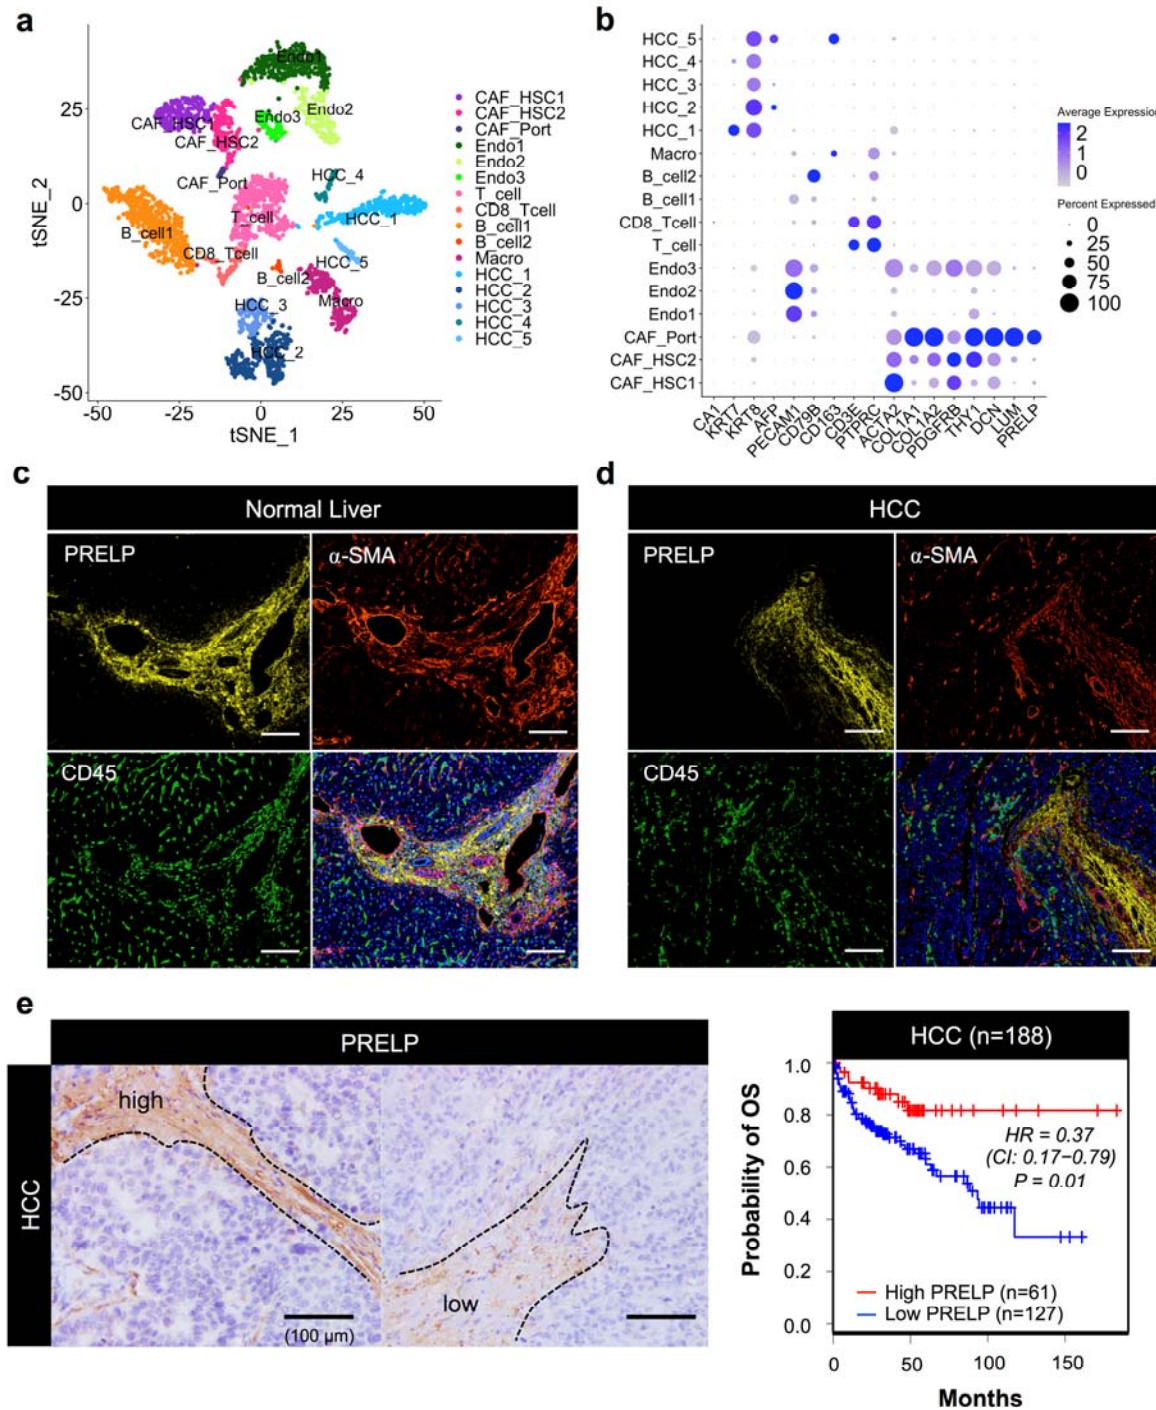 a
tSNE_2
25
0
-25
-50
-50
-25
0
25
50
tSNE_1
Endo1
Endo2
Endo3
CAF_HSC1
CAF_HSC2
CAF_Port
HCC_4
T_cell
HCC_1
B_cell1
CD8_Tcell
HCC_5
B_cell2
HCC_3
Macro
HCC_2
CAF_HSC1
CAF_HSC2
CAF_Port
Endo1
Endo2
Endo3
T_cell
CD8_Tcell
B_cell1
B_cell2
Macro
HCC_1
HCC_2
HCC_3
HCC_4
HCC_5
b
HCC_5
HCC_4
HCC_3
HCC_2
HCC_1
Macro
B_cell2
B_cell1
CD8_Tcell
T_cell
Endo3
Endo2
Endo1
CAF_Port
CAF_HSC2
CAF_HSC1
CA1
KRT7
KRT8
AFP
PECAM1
CD79B
CD163
CD3E
PTPRC
ACTA2
COL1A1
COL1A2
PDGFRB
THY1
DCN
LUM
PRELP
Average Expression
2
1
0
Percent Expressed
0
25
50
75
100
c
Normal Liver
PRELP
α-SMA
CD45
d
HCC
PRELP
α-SMA
CD45
e
PRELP
HCC
high
(100 µm)
low
HCC (n=188)
Probability of OS
1.0
0.8
0.6
0.4
0.2
0.0
HR = 0.37
(CI: 0.17−0.79)
P = 0.01
High PRELP (n=61)
Low PRELP (n=127)
0
50
100
150
Months